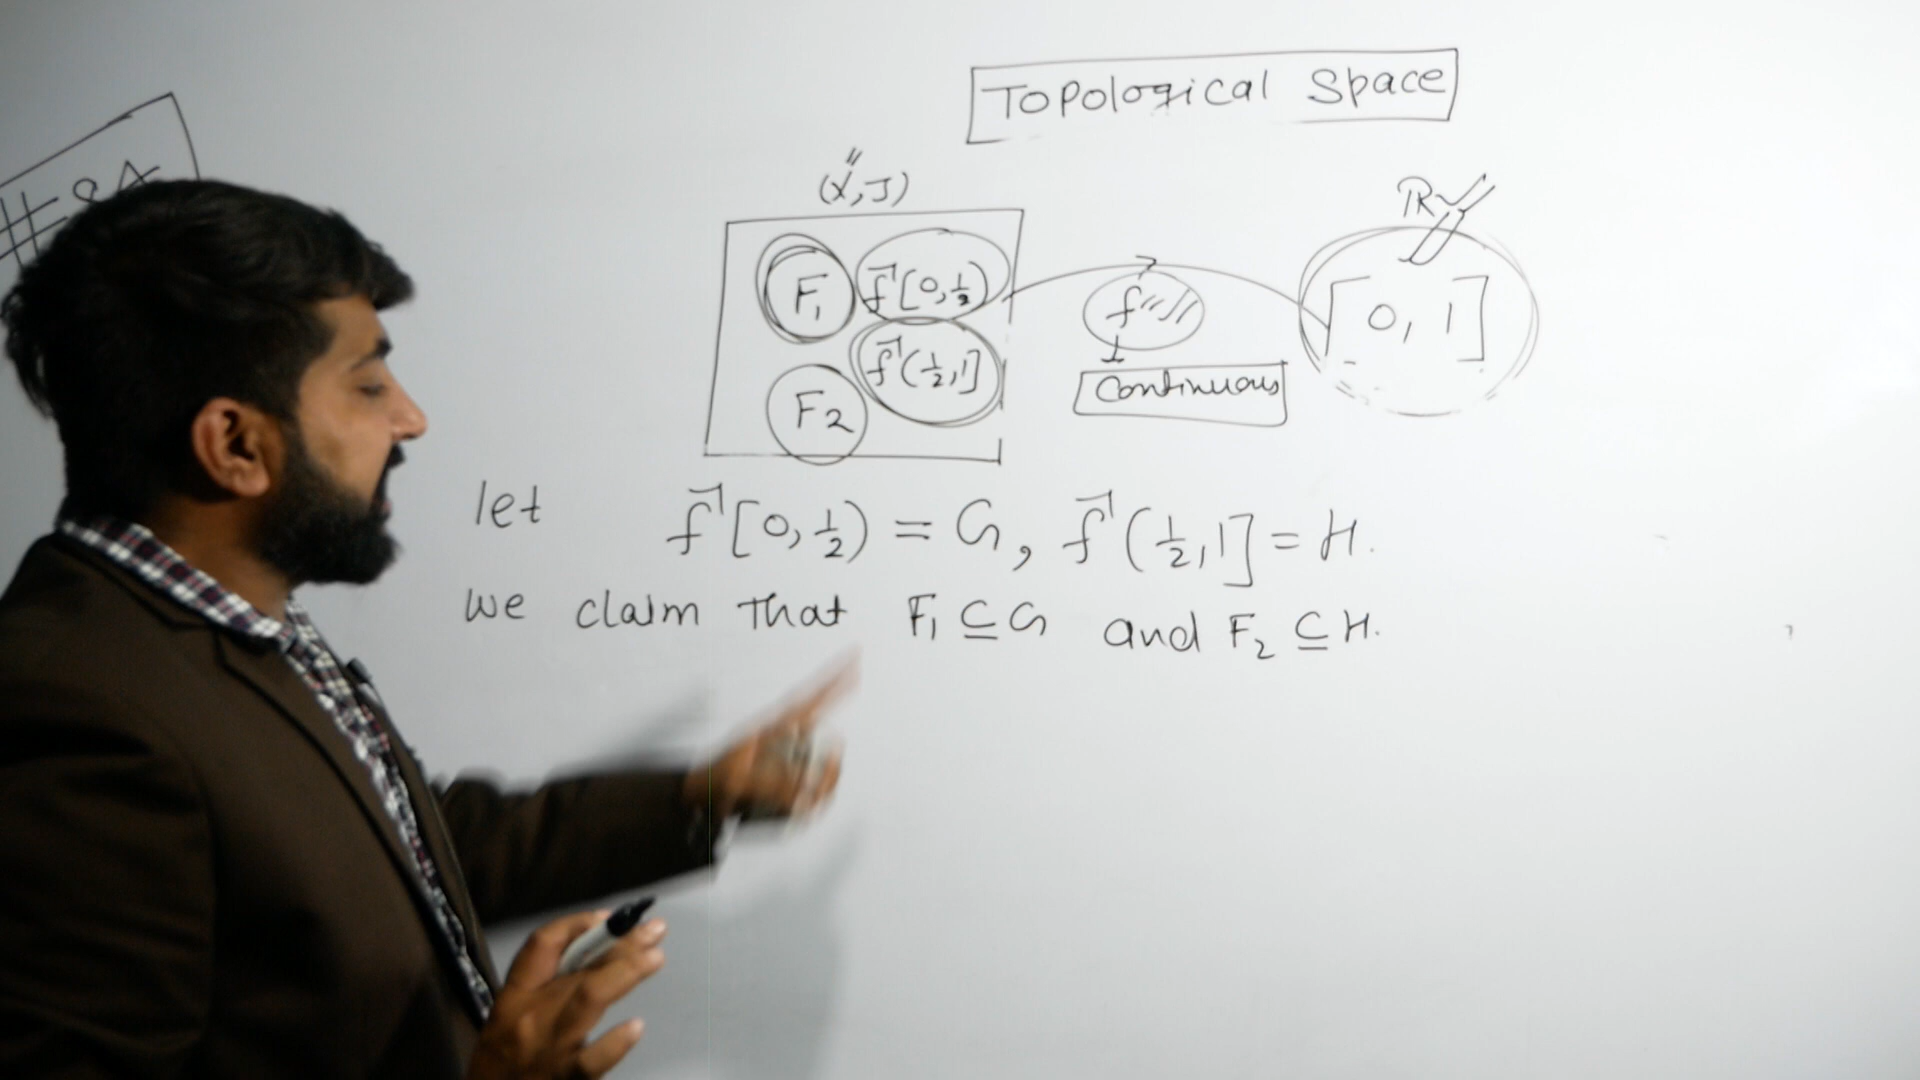 Topological Space
(X, J)
IR
F₁
f⁻¹[0, ½)
f
[0, 1]
f⁻¹(½, 1]
Continuous
F₂
let f⁻¹[0, ½) = G, f⁻¹(½, 1] = H.
we claim that F₁ ⊆ G and F₂ ⊆ H.